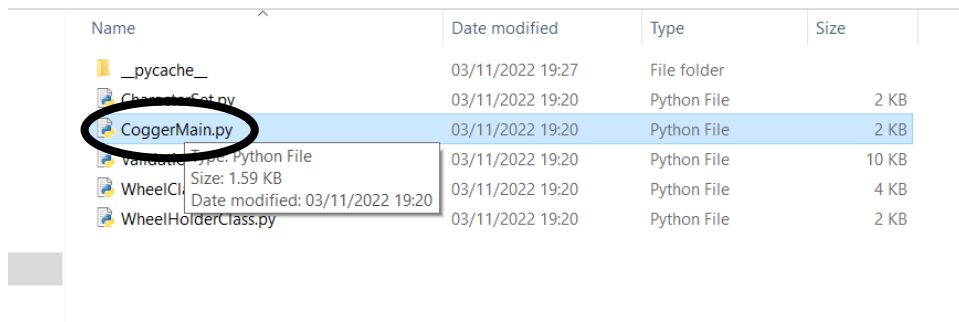 Name Date modified Type Size
__pycache__ 03/11/2022 19:27 File folder
CharacterSet.py 03/11/2022 19:20 Python File 2 KB
CoggerMain.py 03/11/2022 19:20 Python File 2 KB
03/11/2022 19:20 Python File 10 KB
Type: Python File
Size: 1.59 KB
WheelCl 03/11/2022 19:20 Python File 4 KB
Date modified: 03/11/2022 19:20
WheelHolderClass.py 03/11/2022 19:20 Python File 2 KB